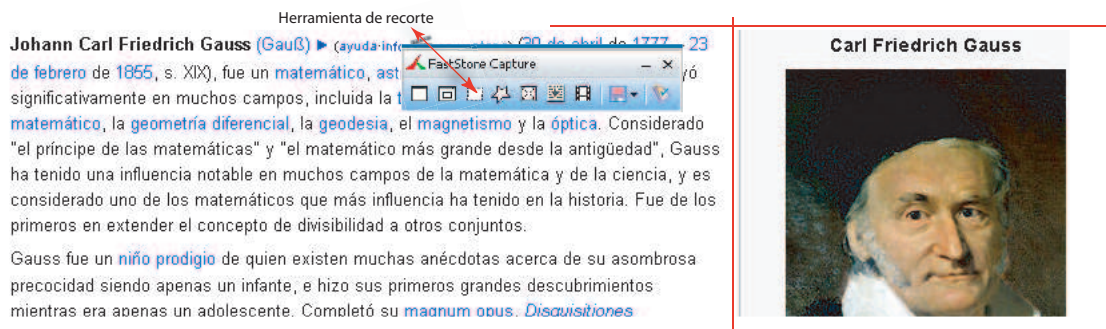 Herramienta de recorte
Johann Carl Friedrich Gauss (Gauß) (ayuda·info (30 de abril de 1777 – 23
de febrero de 1855, s. XIX), fue un matemático, ast yó
significativamente en muchos campos, incluida la t
matemático, la geometría diferencial, la geodesia, el magnetismo y la óptica. Considerado
"el príncipe de las matemáticas" y "el matemático más grande desde la antigüedad", Gauss
ha tenido una influencia notable en muchos campos de la matemática y de la ciencia, y es
considerado uno de los matemáticos que más influencia ha tenido en la historia. Fue de los
primeros en extender el concepto de divisibilidad a otros conjuntos.
Gauss fue un niño prodigio de quien existen muchas anécdotas acerca de su asombrosa
precocidad siendo apenas un infante, e hizo sus primeros grandes descubrimientos
mientras era apenas un adolescente. Completó su magnum opus, Disquisitiones
FastStone Capture
Carl Friedrich Gauss